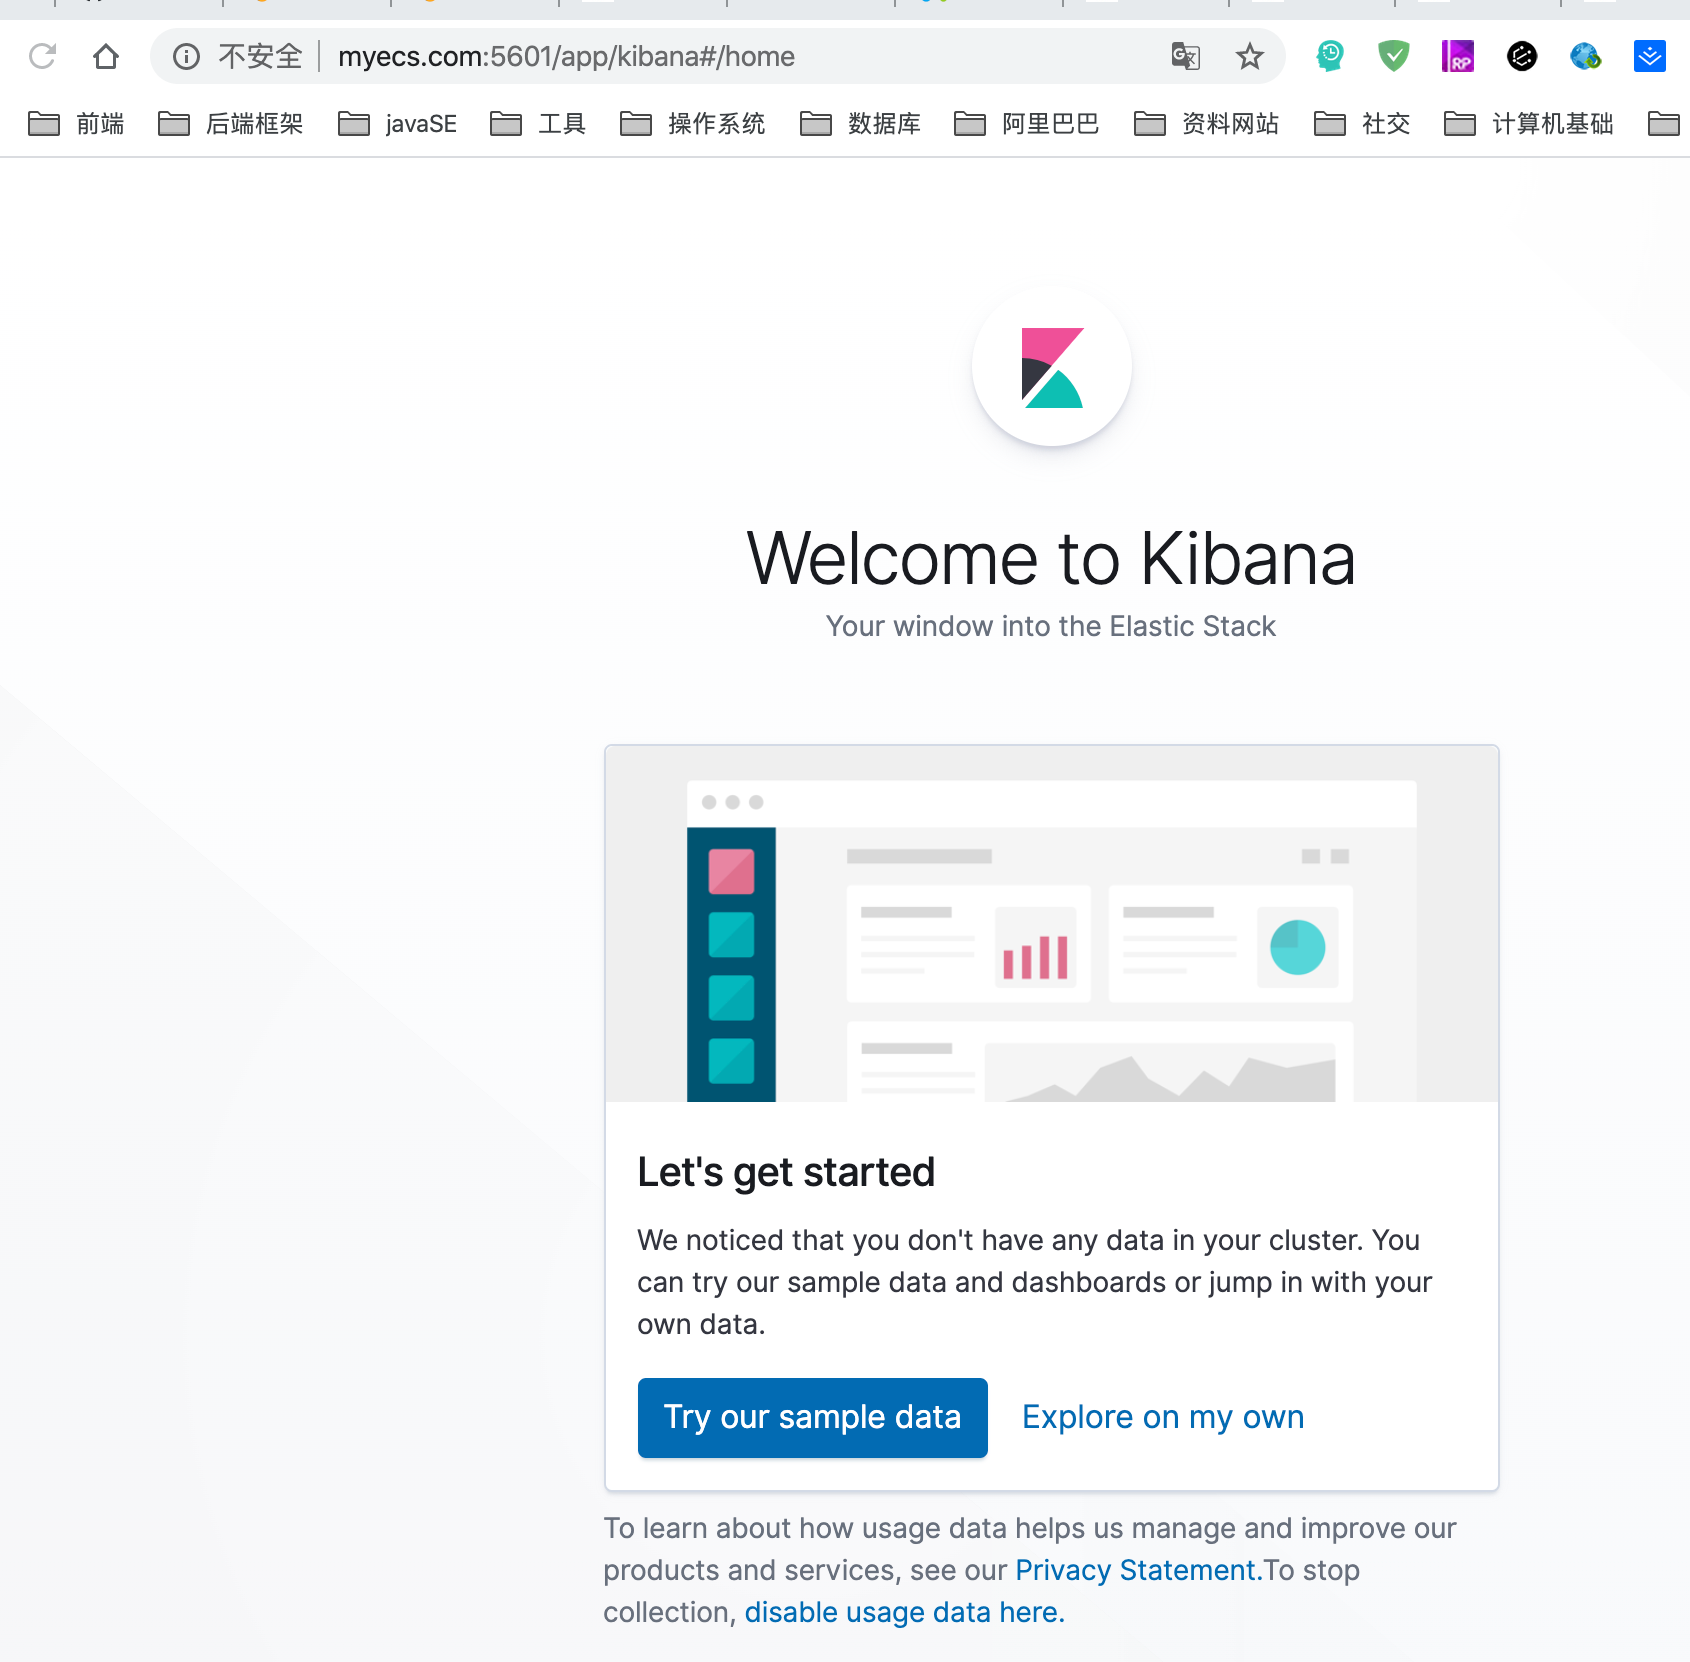 不安全 myecs.com:5601/app/kibana#/home
前端 后端框架 javaSE 工具 操作系统 数据库 阿里巴巴 资料网站 社交 计算机基础
RP
Welcome to Kibana
Your window into the Elastic Stack
Let's get started
We noticed that you don't have any data in your cluster. You
can try our sample data and dashboards or jump in with your
own data.
Try our sample data Explore on my own
To learn about how usage data helps us manage and improve our
products and services, see our Privacy Statement.To stop
collection, disable usage data here.